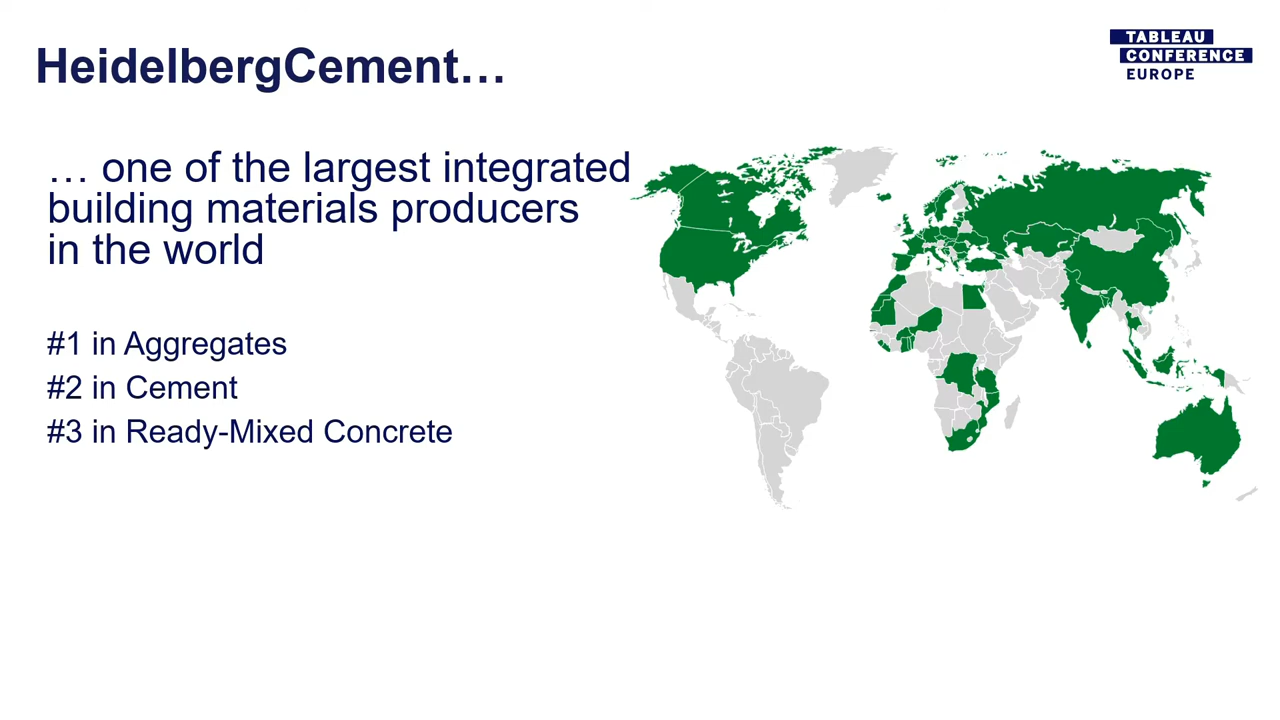 HeidelbergCement…
TABLEAU
CONFERENCE
EUROPE
… one of the largest integrated
building materials producers
in the world
#1 in Aggregates
#2 in Cement
#3 in Ready-Mixed Concrete